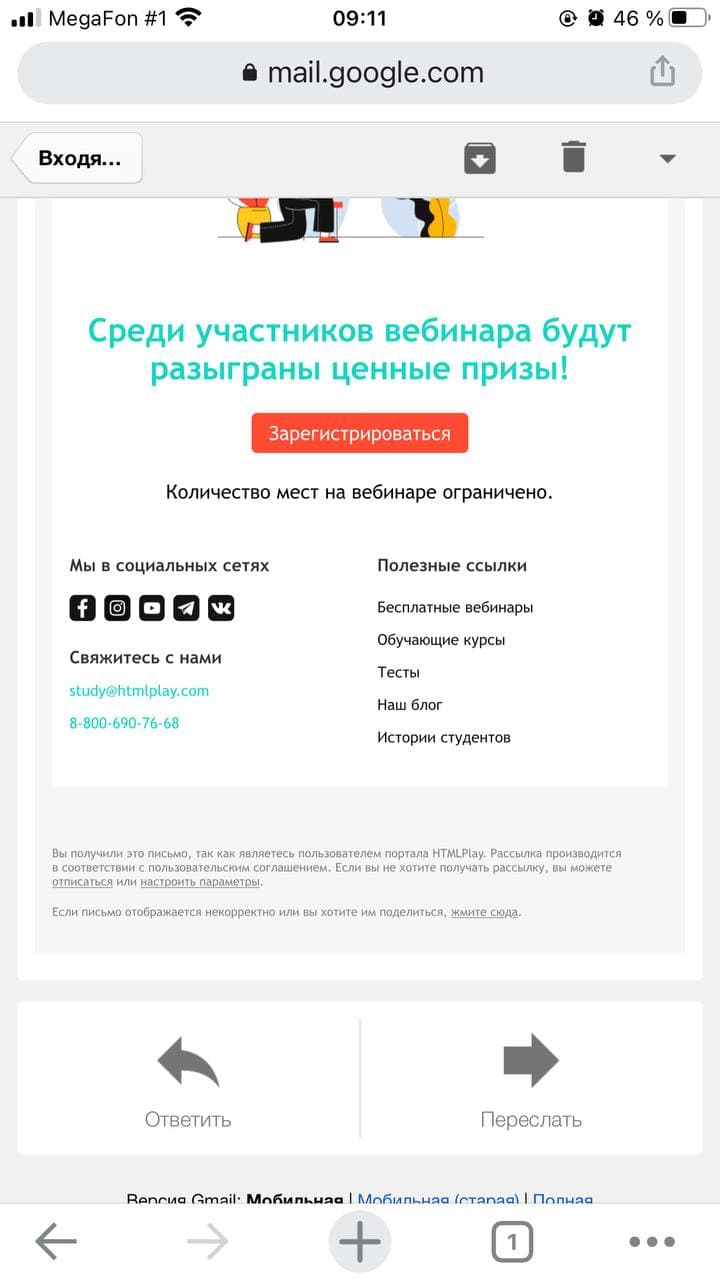 MegaFon #1
09:11
46 %
mail.google.com
Входя...
Среди участников вебинара будут
разыграны ценные призы!
Зарегистрироваться
Количество мест на вебинаре ограничено.
Мы в социальных сетях
Свяжитесь с нами
study@htmlplay.com
8-800-690-76-68
Полезные ссылки
Бесплатные вебинары
Обучающие курсы
Тесты
Наш блог
Истории студентов
Вы получили это письмо, так как являетесь пользователем портала HTMLPlay. Рассылка производится
в соответствии с пользовательским соглашением. Если вы не хотите получать рассылку, вы можете
отписаться или настроить параметры.
Если письмо отображается некорректно или вы хотите им поделиться, жмите сюда.
Ответить
Переслать
Версия Gmail: Мобильная | Мобильная (старая) | Полная
1